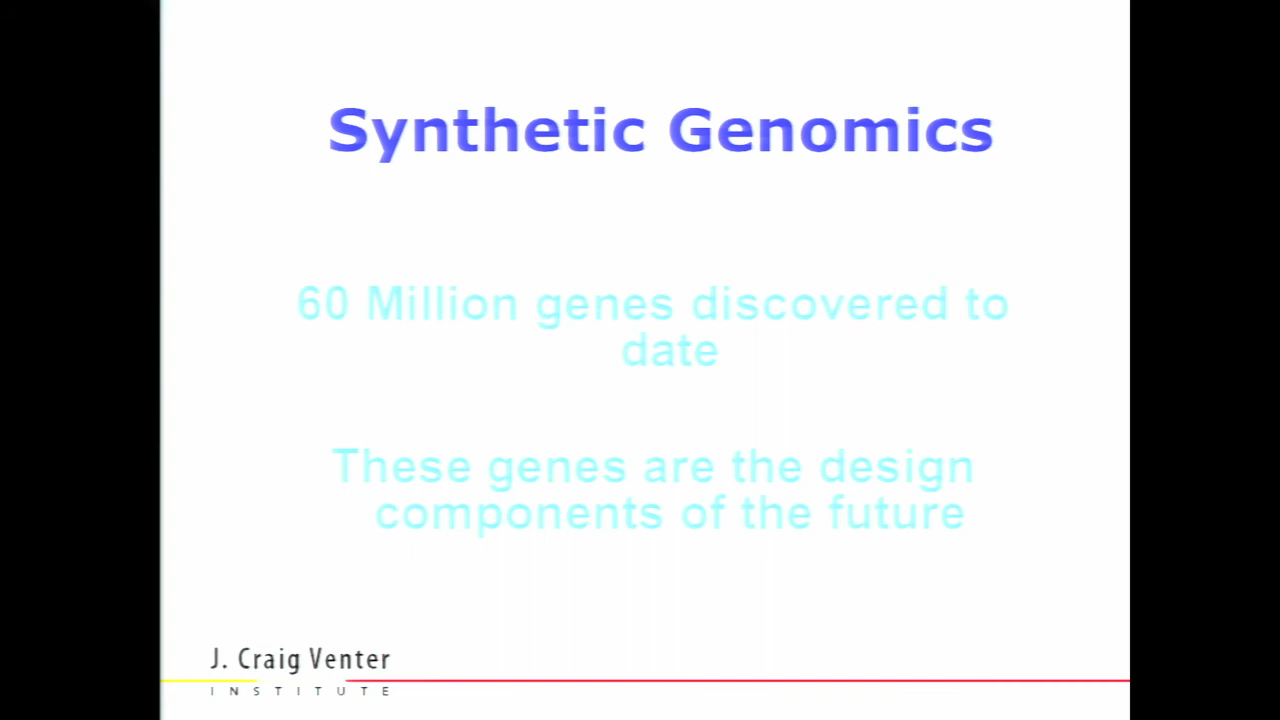 Synthetic Genomics
60 Million genes discovered to
date
These genes are the design
components of the future
J. Craig Venter
INSTITUTE